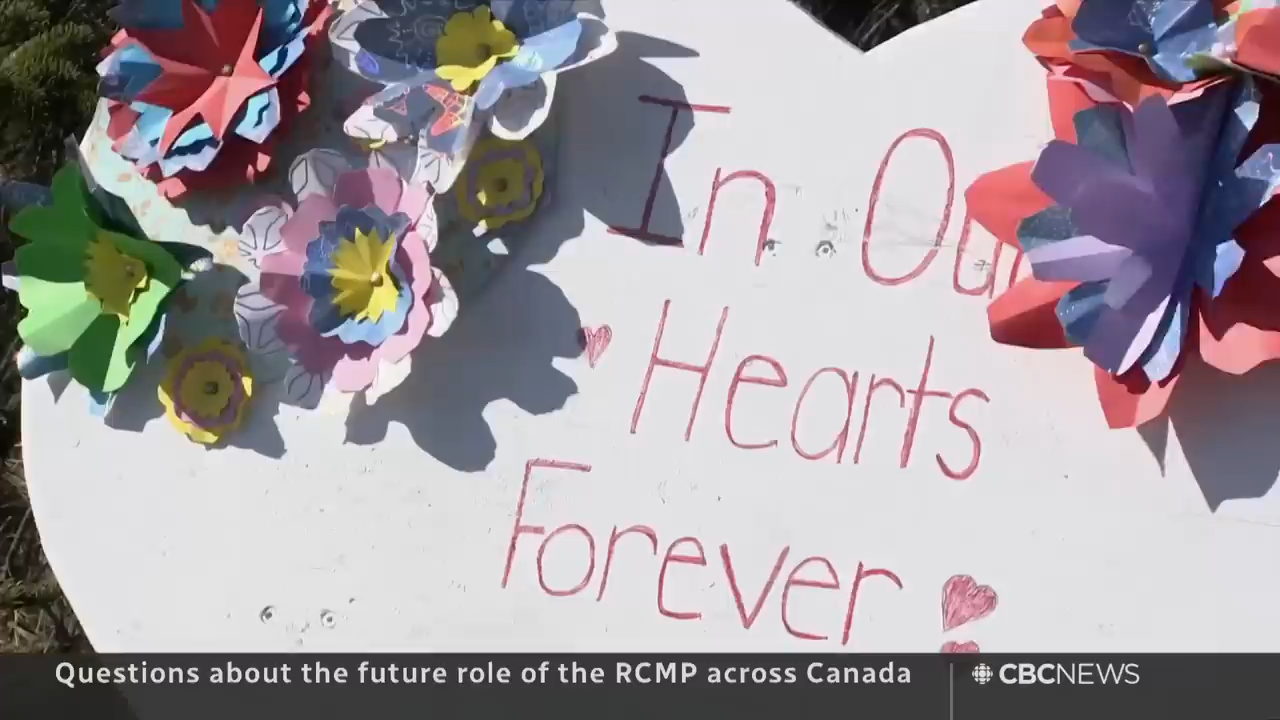 In Our
Hearts
Forever
Questions about the future role of the RCMP across Canada
CBCNEWS